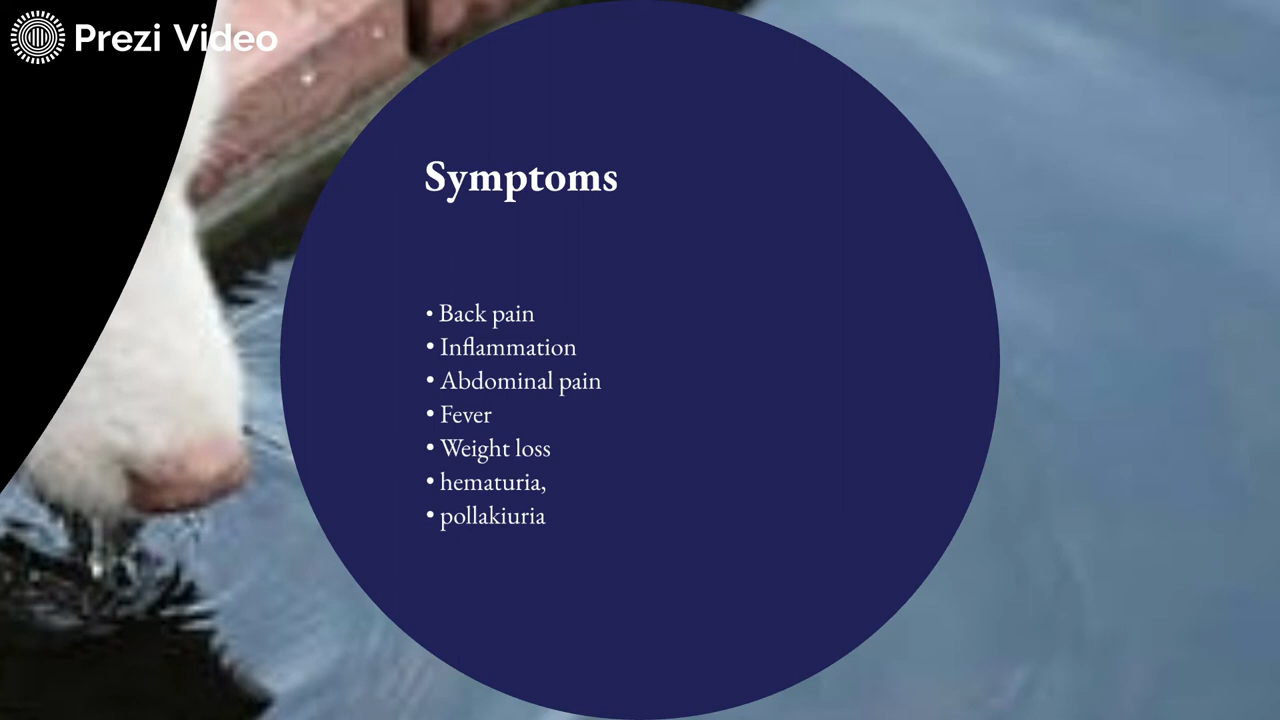 Prezi Video
Symptoms
• Back pain
• Inflammation
• Abdominal pain
• Fever
• Weight loss
• hematuria,
• pollakiuria